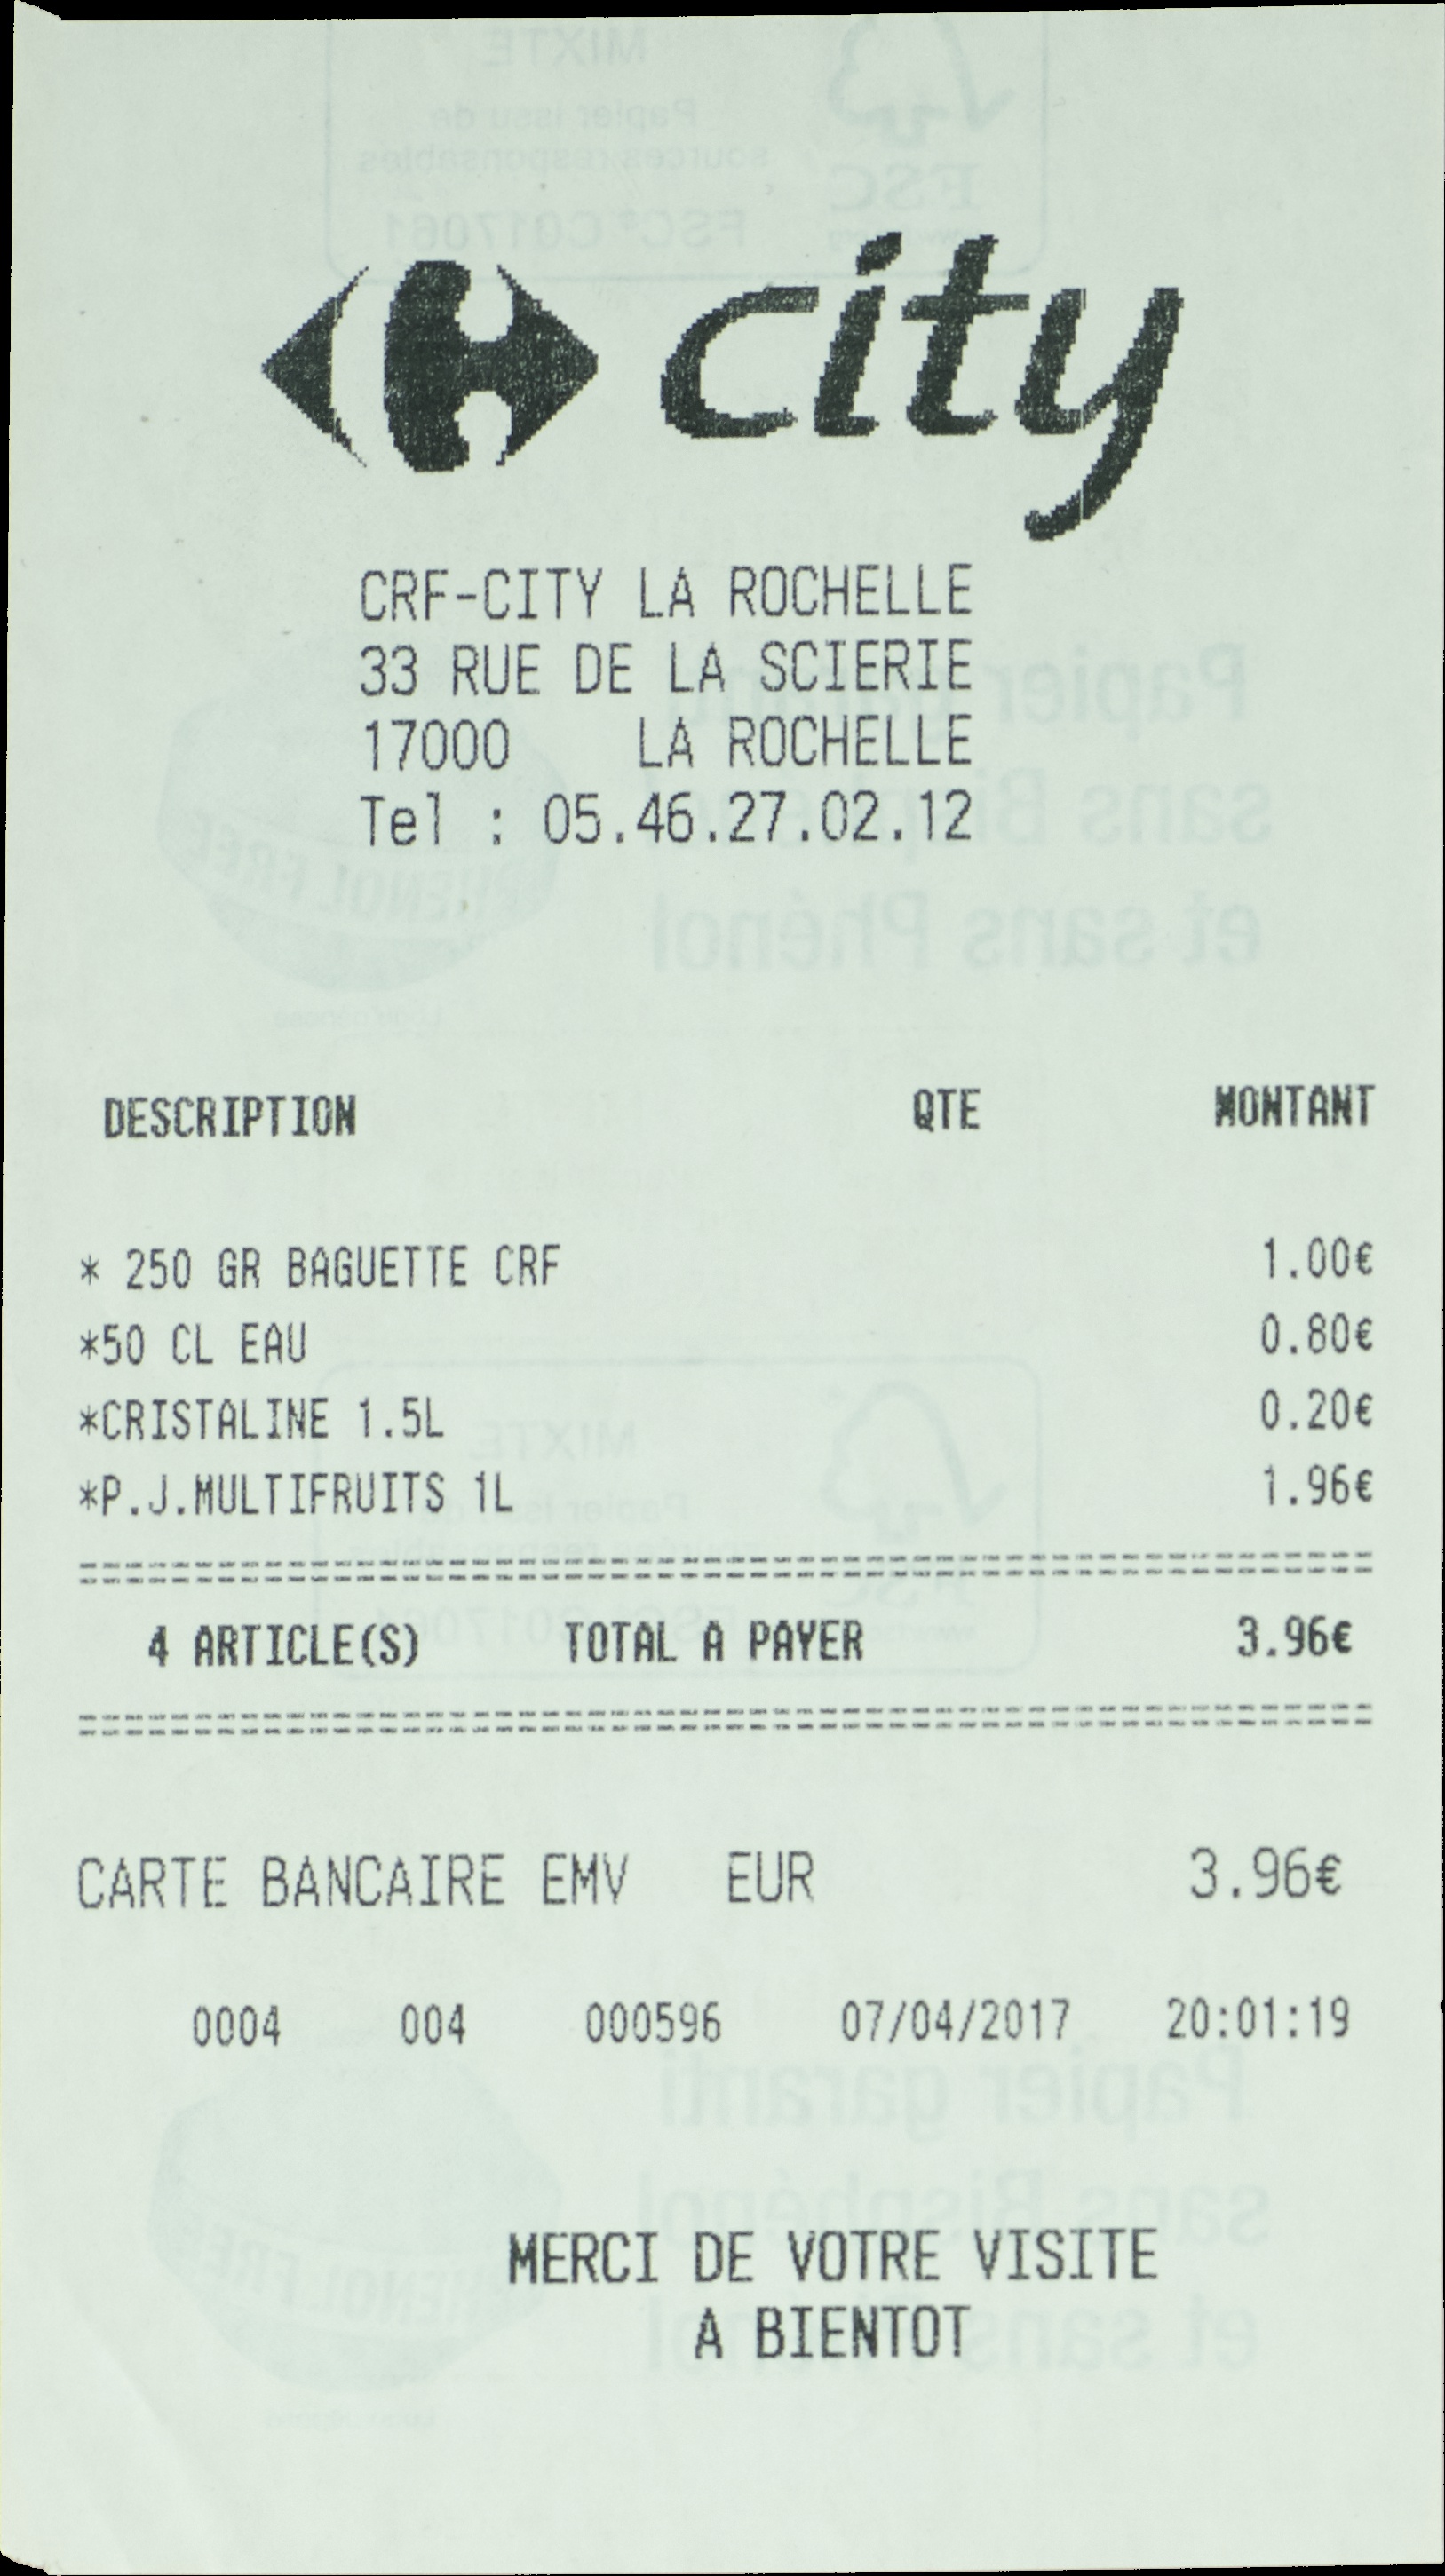 city
CRF-CITY LA ROCHELLE
33 RUE DE LA SCIERIE
17000 LA ROCHELLE
Tel : 05.46.27.02.12
DESCRIPTION QTE MONTANT
* 250 GR BAGUETTE CRF 1.00€
*50 CL EAU 0.80€
*CRISTALINE 1.5L 0.20€
*P.J.MULTIFRUITS 1L 1.96€
4 ARTICLE(S) TOTAL A PAYER 3.96€
CARTE BANCAIRE EMV EUR 3.96€
0004 004 000596 07/04/2017 20:01:19
MERCI DE VOTRE VISITE
A BIENTOT